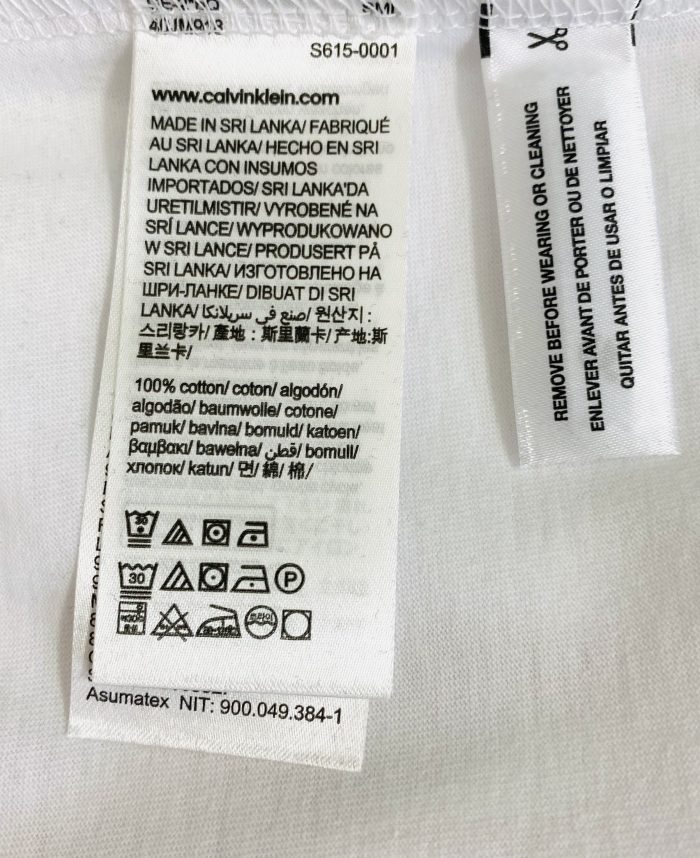 S615-0001
www.calvinklein.com
MADE IN SRI LANKA/ FABRIQUÉ
AU SRI LANKA/ HECHO EN SRI
LANKA CON INSUMOS
IMPORTADOS/ SRI LANKA'DA
URETILMISTIR/ VYROBENÉ NA
SRÍ LANCE/ WYPRODUKOWANO
W SRI LANCE/ PRODUSERT PÅ
SRI LANKA/ ИЗГОТОВЛЕНО НА
ШРИ-ЛАНКЕ/ DIBUAT DI SRI
LANKA/ صنع في سريلانكا/ 원산지 :
스리랑카/ 產地 : 斯里蘭卡/ 产地:斯
里兰卡/
100% cotton/ coton/ algodón/
algodão/ baumwolle/ cotone/
pamuk/ bavlna/ bomuld/ katoen/
βαμβακι/ bawełna/ قطن/ bomull/
хлопок/ katun/ 면/ 綿/ 棉/
30
30 P
드라이
Asumatex NIT: 900.049.384-1
REMOVE BEFORE WEARING OR CLEANING
ENLEVER AVANT DE PORTER OU DE NETTOYER
QUITAR ANTES DE USAR O LIMPIAR